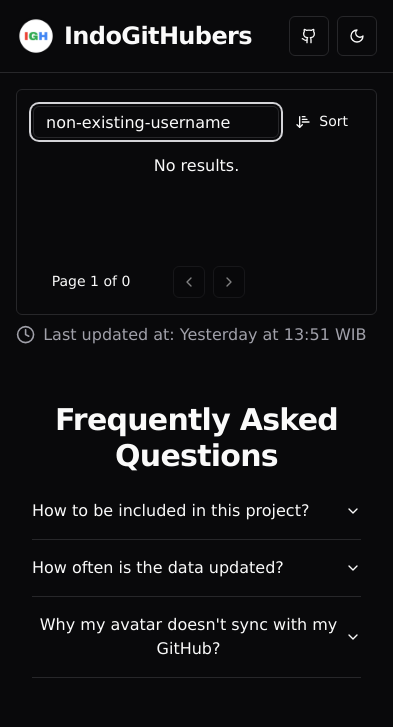 IGH IndoGitHubers
non-existing-username Sort
No results.
Page 1 of 0
Last updated at: Yesterday at 13:51 WIB
Frequently Asked
Questions
How to be included in this project?
How often is the data updated?
Why my avatar doesn't sync with my
GitHub?